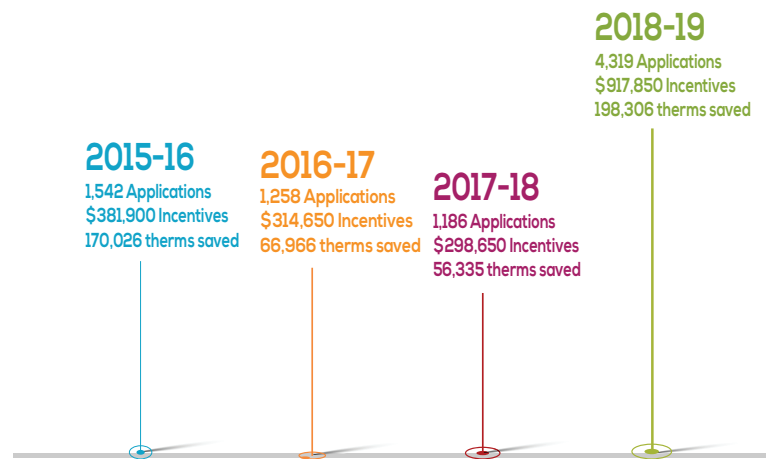 2015-16
1,542 Applications
$381,900 Incentives
170,026 therms saved
2016-17
1,258 Applications
$314,650 Incentives
66,966 therms saved
2017-18
1,186 Applications
$298,650 Incentives
56,335 therms saved
2018-19
4,319 Applications
$917,850 Incentives
198,306 therms saved